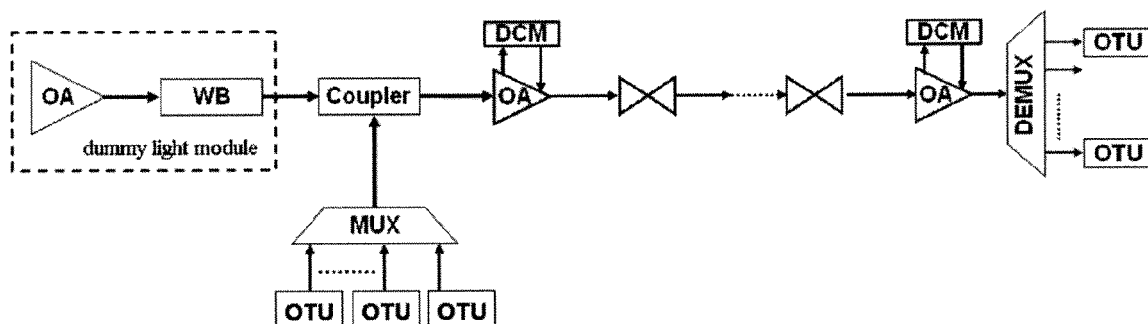 DCM
DCM
OTU
OA
WB
Coupler
OA
OA
DEMUX
dummy light module
OTU
MUX
OTU
OTU
OTU